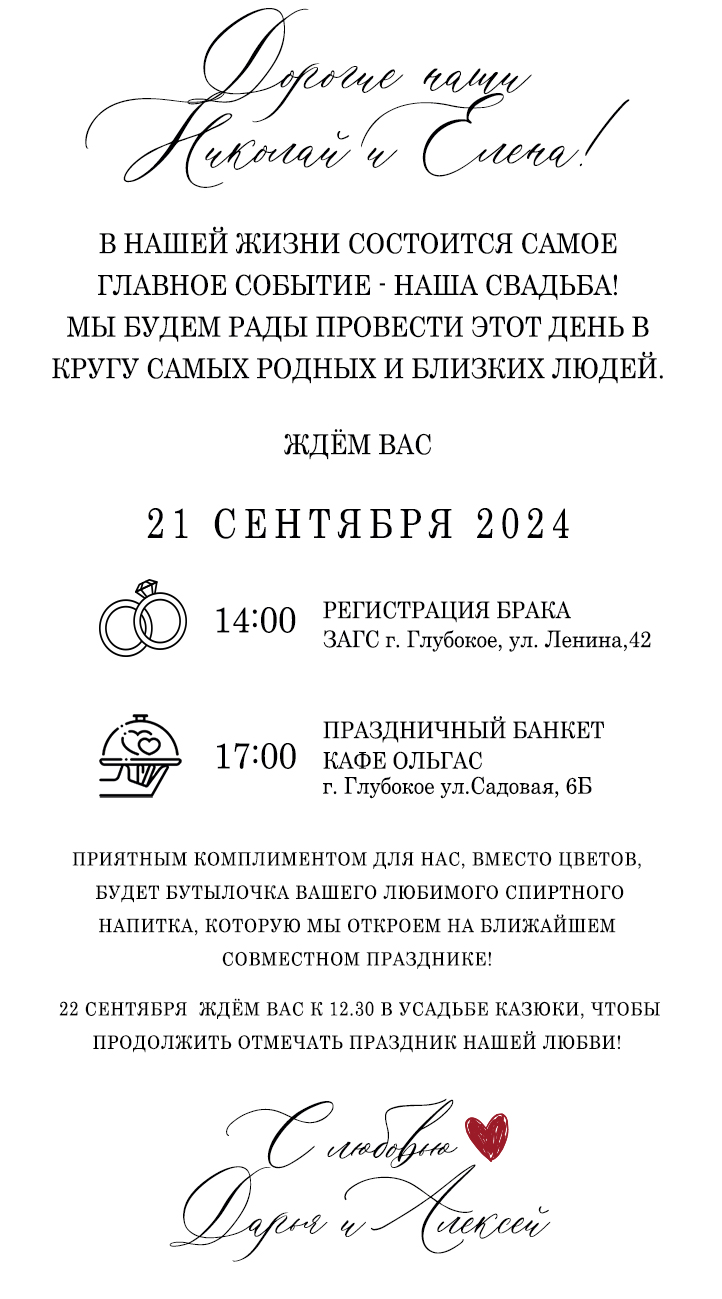 Дорогие наши
Николай и Елена!
В НАШЕЙ ЖИЗНИ СОСТОИТСЯ САМОЕ
ГЛАВНОЕ СОБЫТИЕ - НАША СВАДЬБА!
МЫ БУДЕМ РАДЫ ПРОВЕСТИ ЭТОТ ДЕНЬ В
КРУГУ САМЫХ РОДНЫХ И БЛИЗКИХ ЛЮДЕЙ.
ЖДЁМ ВАС
21 СЕНТЯБРЯ 2024
14:00
РЕГИСТРАЦИЯ БРАКА
ЗАГС г. Глубокое, ул. Ленина,42
17:00
ПРАЗДНИЧНЫЙ БАНКЕТ
КАФЕ ОЛЬГАС
г. Глубокое ул.Садовая, 6Б
ПРИЯТНЫМ КОМПЛИМЕНТОМ ДЛЯ НАС, ВМЕСТО ЦВЕТОВ,
БУДЕТ БУТЫЛОЧКА ВАШЕГО ЛЮБИМОГО СПИРТНОГО
НАПИТКА, КОТОРУЮ МЫ ОТКРОЕМ НА БЛИЖАЙШЕМ
СОВМЕСТНОМ ПРАЗДНИКЕ!
22 СЕНТЯБРЯ  ЖДЁМ ВАС К 12.30 В УСАДЬБЕ КАЗЮКИ, ЧТОБЫ
ПРОДОЛЖИТЬ ОТМЕЧАТЬ ПРАЗДНИК НАШЕЙ ЛЮБВИ!
С любовью
Дарья и Алексей